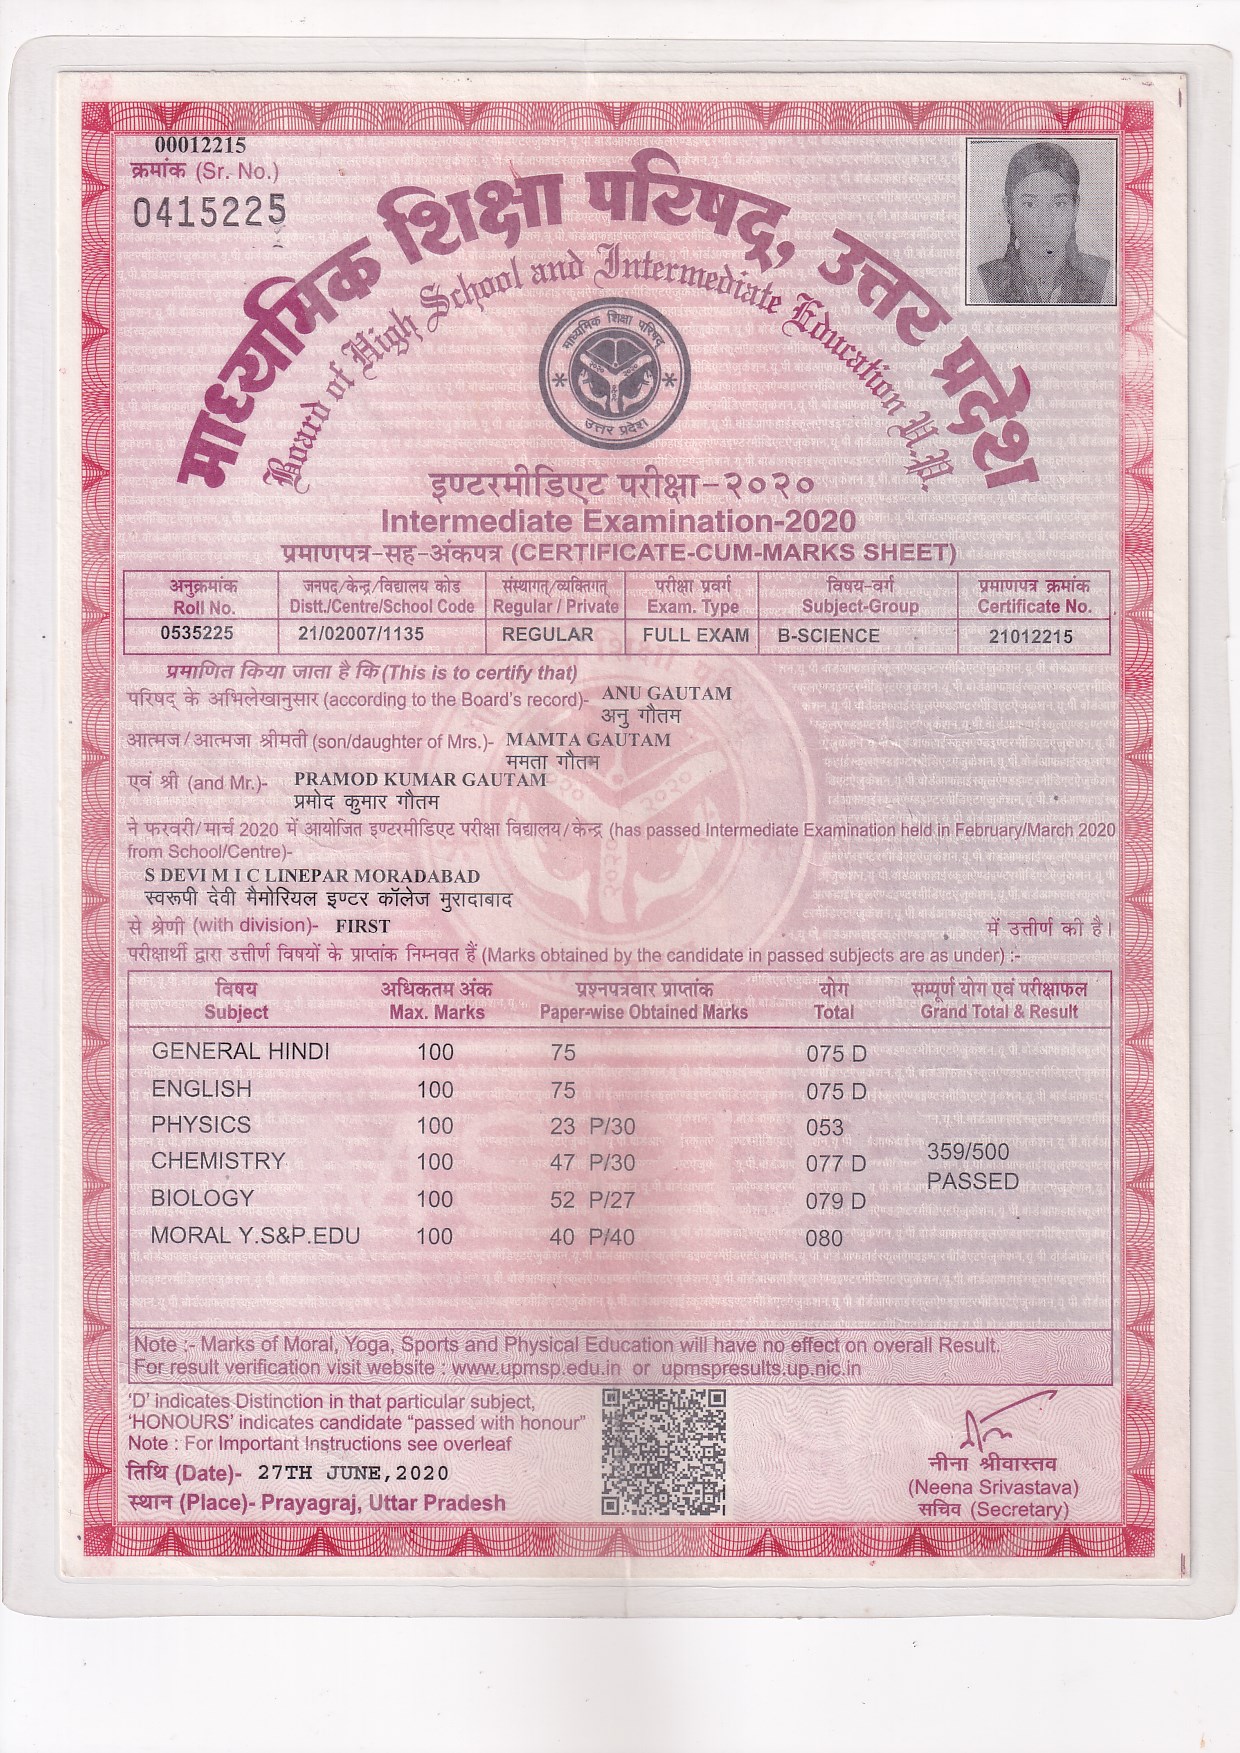 00012215
क्रमांक (Sr. No.)
0415225
माध्यमिक शिक्षा परिषद्, उत्तर प्रदेश
Board of High School and Intermediate Education U.P.
माध्यमिक शिक्षा परिषद्
उत्तर प्रदेश
इण्टरमीडिएट परीक्षा-२०२०
Intermediate Examination-2020
प्रमाणपत्र-सह-अंकपत्र (CERTIFICATE-CUM-MARKS SHEET)
अनुक्रमांक जनपद/केन्द्र/विद्यालय कोड संस्थागत/व्यक्तिगत् परीक्षा प्रवर्ग विषय-वर्ग प्रमाणपत्र क्रमांक
Roll No. Distt./Centre/School Code Regular / Private Exam. Type Subject-Group Certificate No.
0535225 21/02007/1135 REGULAR FULL EXAM B-SCIENCE 21012215
प्रमाणित किया जाता है कि (This is to certify that)
परिषद् के अभिलेखानुसार (according to the Board's record)- ANU GAUTAM
अनु गौतम
आत्मज/आत्मजा श्रीमती (son/daughter of Mrs.)- MAMTA GAUTAM
ममता गौतम
एवं श्री (and Mr.)- PRAMOD KUMAR GAUTAM
प्रमोद कुमार गौतम
ने फरवरी/मार्च 2020 में आयोजित इण्टरमीडिएट परीक्षा विद्यालय/केन्द्र (has passed Intermediate Examination held in February/March 2020
from School/Centre)-
S DEVI M I C LINEPAR MORADABAD
स्वरूपी देवी मैमोरियल इण्टर कॉलेज मुरादाबाद
से श्रेणी (with division)- FIRST में उत्तीर्ण की है।
परीक्षार्थी द्वारा उत्तीर्ण विषयों के प्राप्तांक निम्नवत हैं (Marks obtained by the candidate in passed subjects are as under) :-
विषय अधिकतम अंक प्रश्नपत्रवार प्राप्तांक योग सम्पूर्ण योग एवं परीक्षाफल
Subject Max. Marks Paper-wise Obtained Marks Total Grand Total & Result
GENERAL HINDI 100 75 075 D
ENGLISH 100 75 075 D
PHYSICS 100 23 P/30 053
CHEMISTRY 100 47 P/30 077 D 359/500
PASSED
BIOLOGY 100 52 P/27 079 D
MORAL Y.S&P.EDU 100 40 P/40 080
Note :- Marks of Moral, Yoga, Sports and Physical Education will have no effect on overall Result.
For result verification visit website : www.upmsp.edu.in or upmspresults.up.nic.in
'D' indicates Distinction in that particular subject,
'HONOURS' indicates candidate "passed with honour"
Note : For Important Instructions see overleaf
तिथि (Date)- 27TH JUNE,2020
स्थान (Place)- Prayagraj, Uttar Pradesh
नीना श्रीवास्तव
(Neena Srivastava)
सचिव (Secretary)